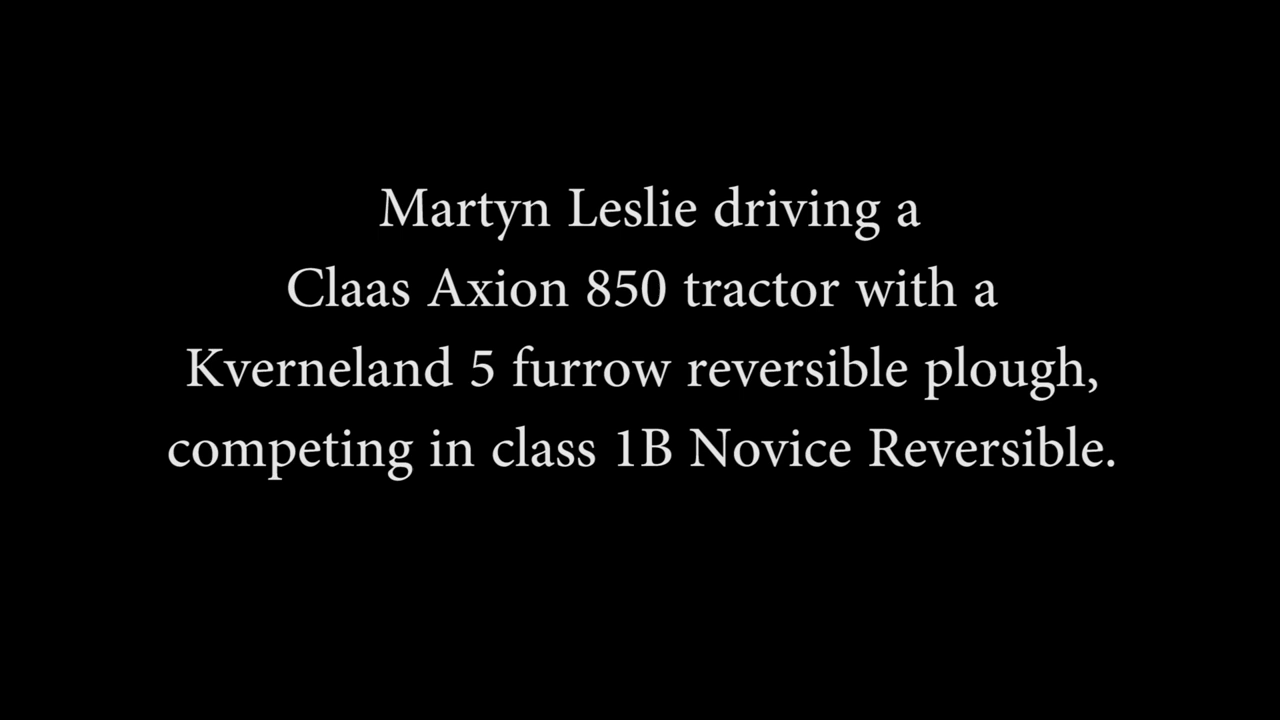 Martyn Leslie driving a
Claas Axion 850 tractor with a
Kverneland 5 furrow reversible plough,
competing in class 1B Novice Reversible.